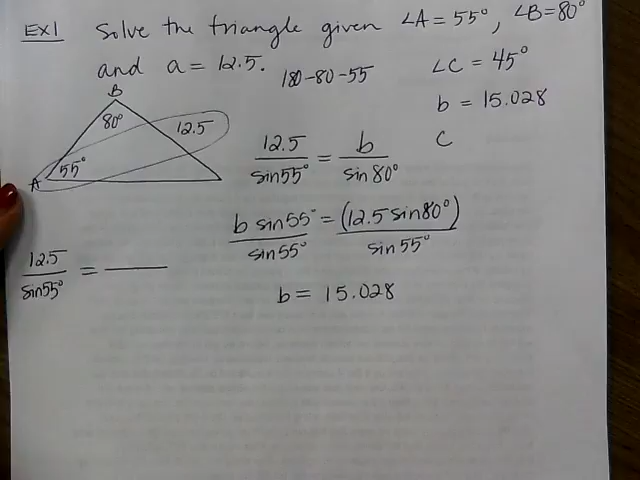 EX1 Solve the triangle given ∠A = 55°, ∠B = 80°
and a = 12.5.
180-80-55
∠C = 45°
b = 15.028
C
B
80°
12.5
A
55°
12.5/sin55° = b/sin80°
b sin55°/sin55° = (12.5 sin80°)/sin55°
b = 15.028
12.5/sin55° = ___